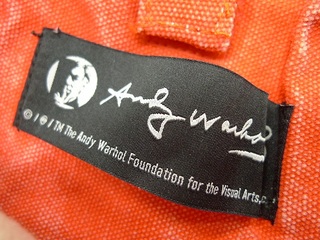 Andy Warhol
©/®/TM The Andy Warhol Foundation for the Visual Arts,